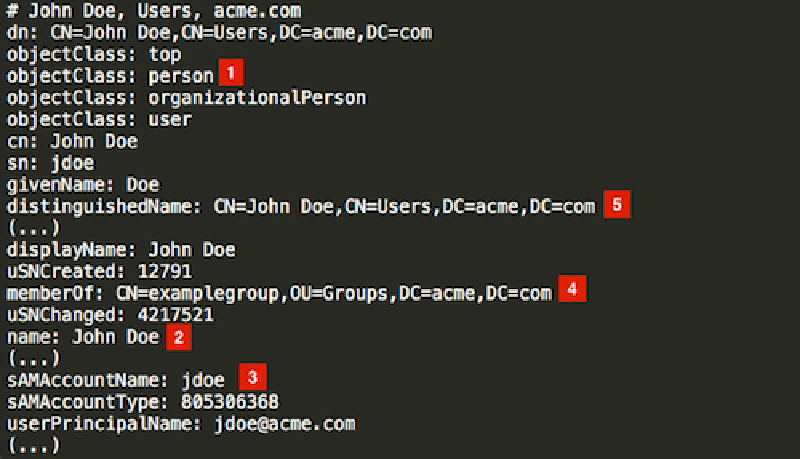 # John Doe, Users, acme.com
dn: CN=John Doe,CN=Users,DC=acme,DC=com
objectClass: top
objectClass: person 1
objectClass: organizationalPerson
objectClass: user
cn: John Doe
sn: jdoe
givenName: Doe
distinguishedName: CN=John Doe,CN=Users,DC=acme,DC=com 5
(...)
displayName: John Doe
uSNCreated: 12791
memberOf: CN=examplegroup,OU=Groups,DC=acme,DC=com 4
uSNChanged: 4217521
name: John Doe 2
(...)
sAMAccountName: jdoe 3
sAMAccountType: 805306368
userPrincipalName: jdoe@acme.com
(...)